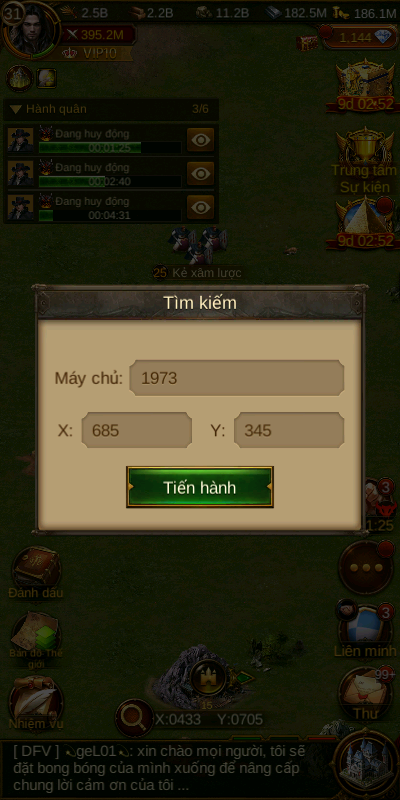 31
2.5B
2.2B
11.2B
182.5M
186.1M
395.2M
1.144
VIP10
9d 02:52
Hành quân
3/6
Đang huy động
00:01:25
Đang huy động
00:02:40
Đang huy động
00:04:31
Trung tâm
Sự kiện
9d 02:52
25 Kẻ xâm lược
Tìm kiếm
Máy chủ:
1973
X:
685
Y:
345
Tiến hành
3
1:25
Đánh dấu
Bản đồ Thế
giới
3
Liên minh
15
99+
Nhiệm vụ
Thư
X:0433
Y:0705
[ DFV ] geL01 : xin chào mọi người, tôi sẽ
đặt bong bóng của mình xuống để nâng cấp
chung lời cảm ơn của tôi ...